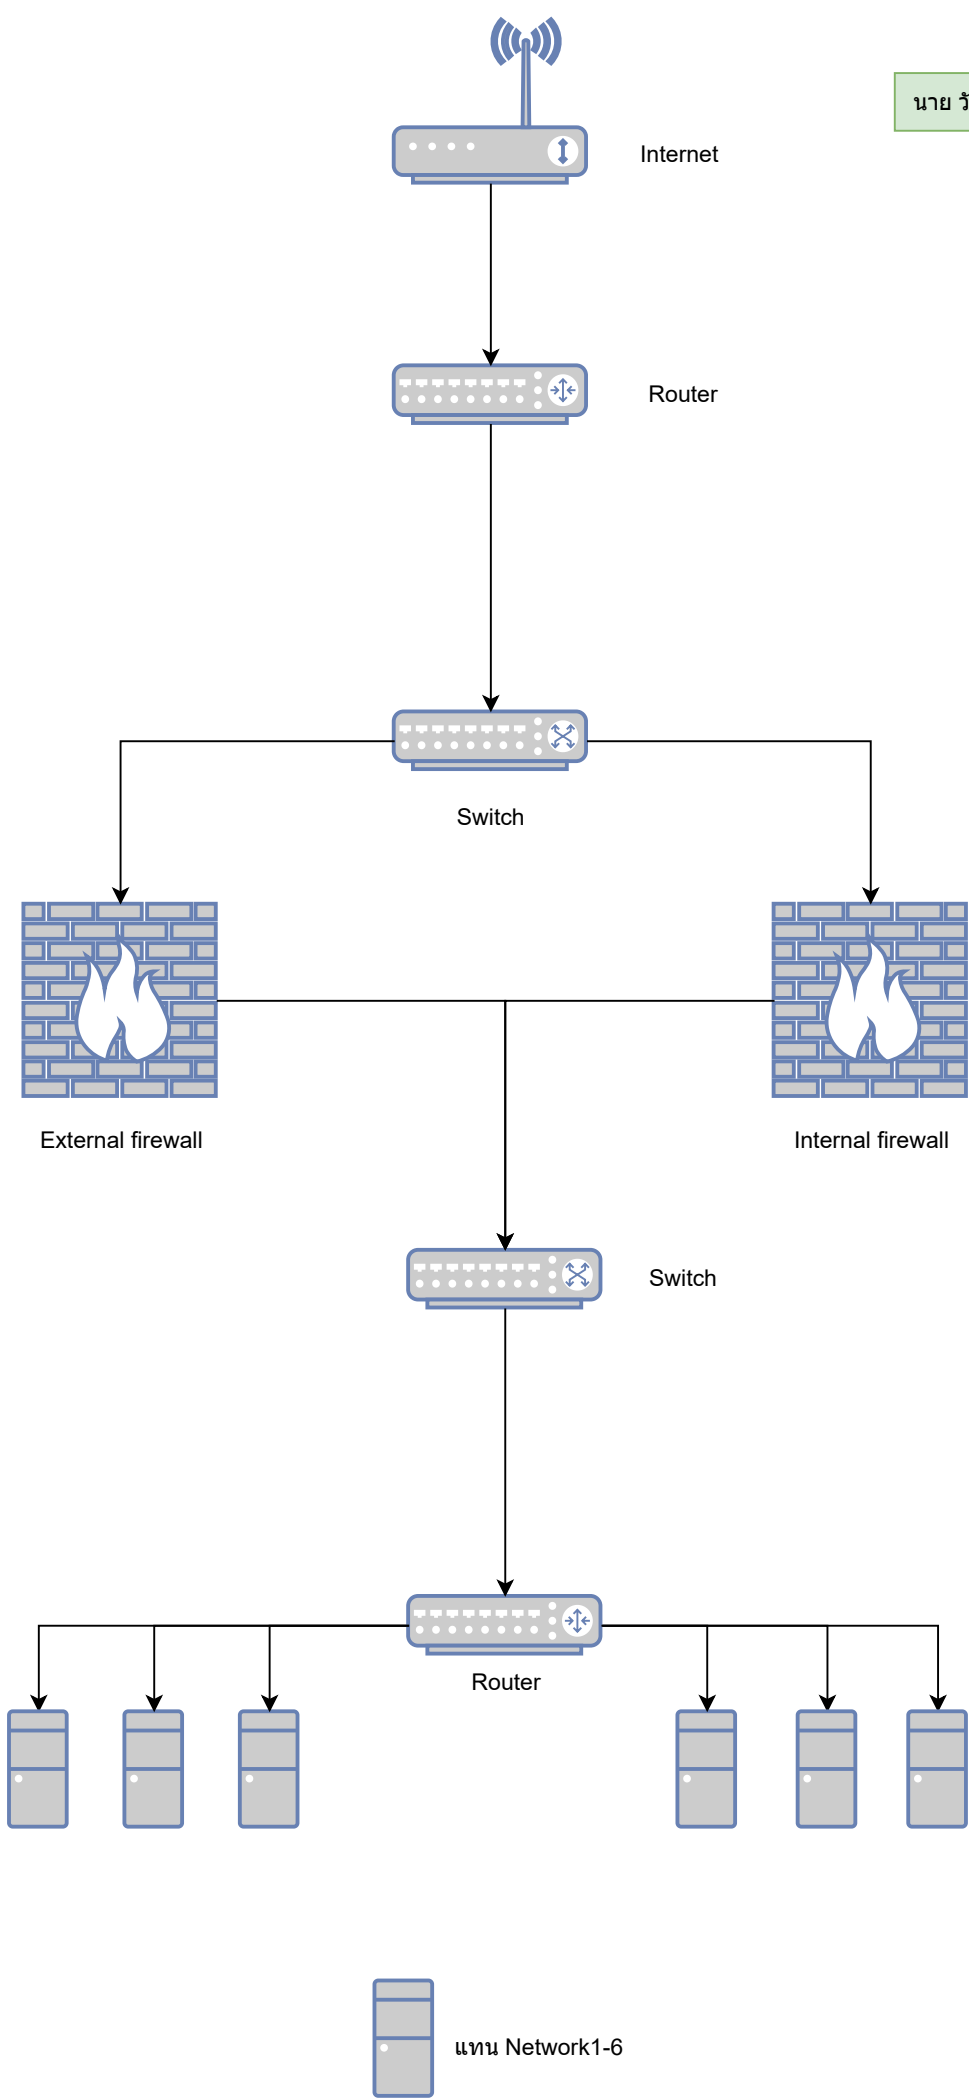 นาย
Internet
Router
Switch
External firewall
Internal firewall
Switch
Router
แทน Network1-6